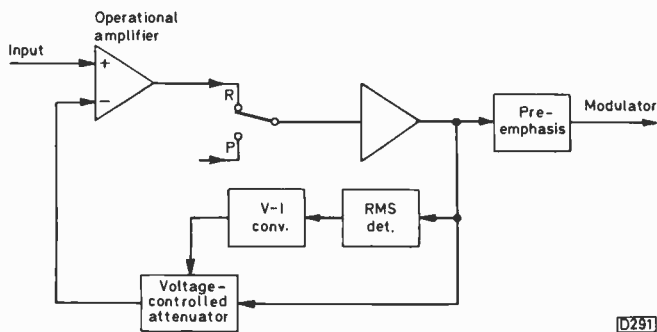 Operational
amplifier
Input
+
−
R
P
Pre-
emphasis
Modulator
V-I
conv.
RMS
det.
Voltage-
controlled
attenuator
D291